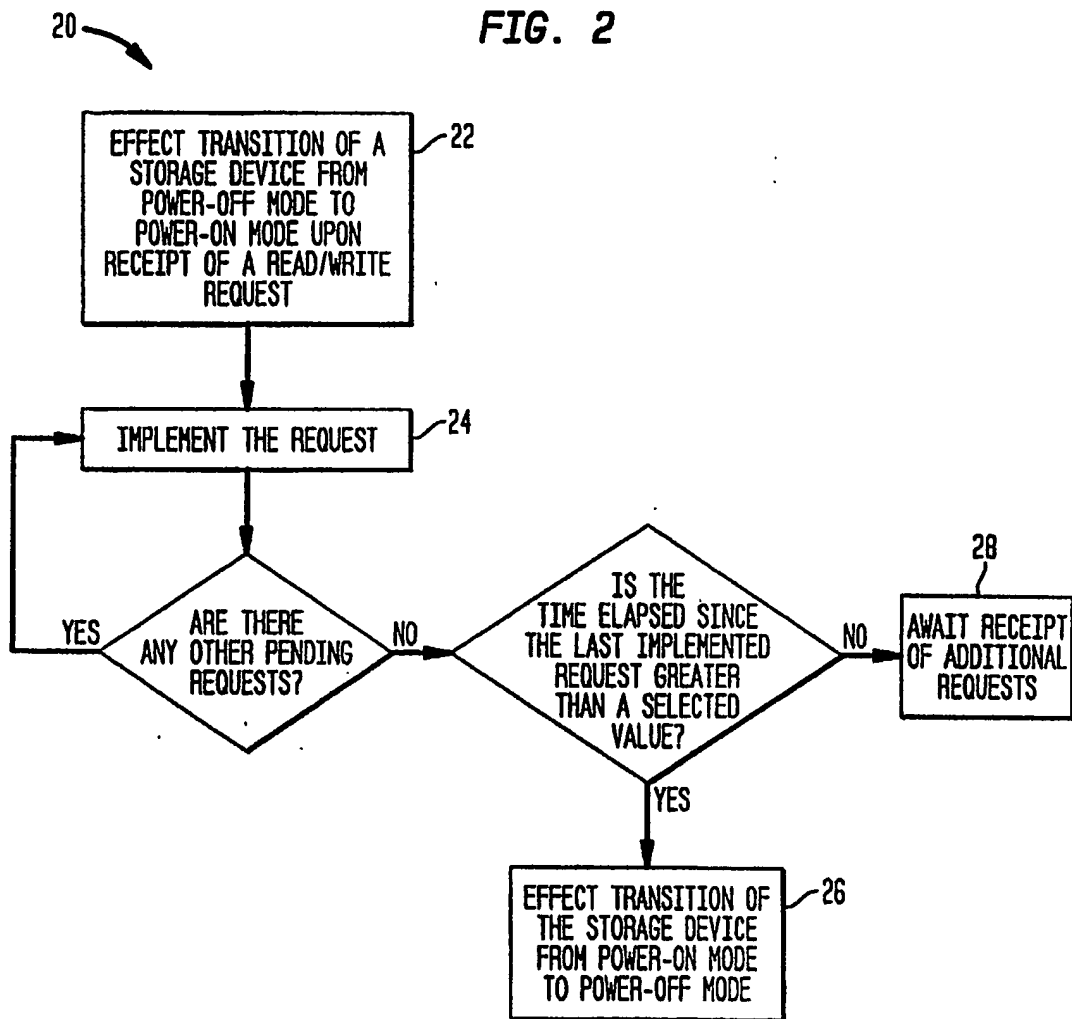 FIG. 2
20
EFFECT TRANSITION OF A
STORAGE DEVICE FROM
POWER-OFF MODE TO
POWER-ON MODE UPON
RECEIPT OF A READ/WRITE
REQUEST
22
IMPLEMENT THE REQUEST
24
ARE THERE
ANY OTHER PENDING
REQUESTS?
YES
NO
IS THE
TIME ELAPSED SINCE
THE LAST IMPLEMENTED
REQUEST GREATER
THAN A SELECTED
VALUE?
NO
28
AWAIT RECEIPT
OF ADDITIONAL
REQUESTS
YES
EFFECT TRANSITION OF
THE STORAGE DEVICE
FROM POWER-ON MODE
TO POWER-OFF MODE
26